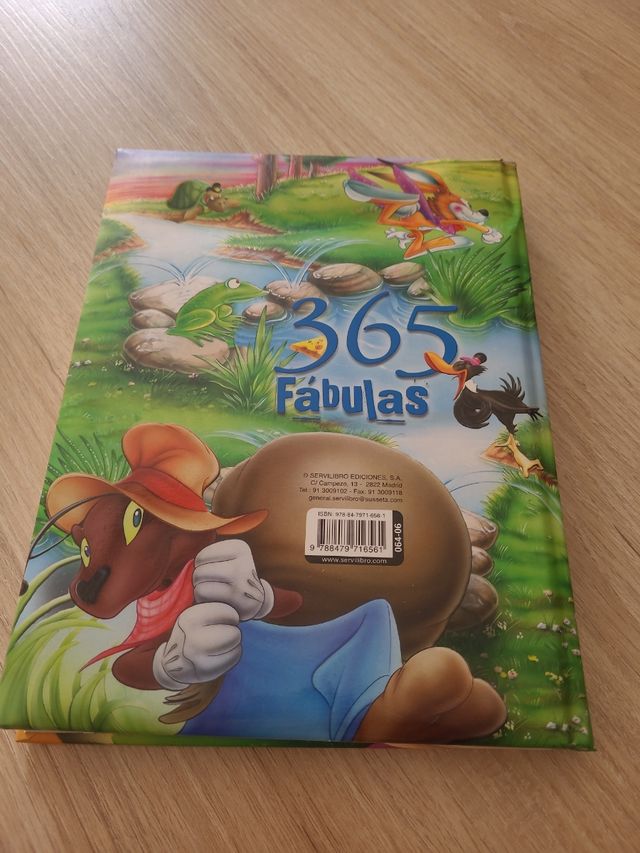 365
Fábulas
© SERVILIBRO EDICIONES, S.A.
C/ Campezo, 13 - 2822 Madrid
Tel.: 91 3009102 - Fax: 91 3009118
general.servilibro@susaeta.com
ISBN: 978-84-7971-656-1
9 788479 716561
064-06
www.servilibro.com